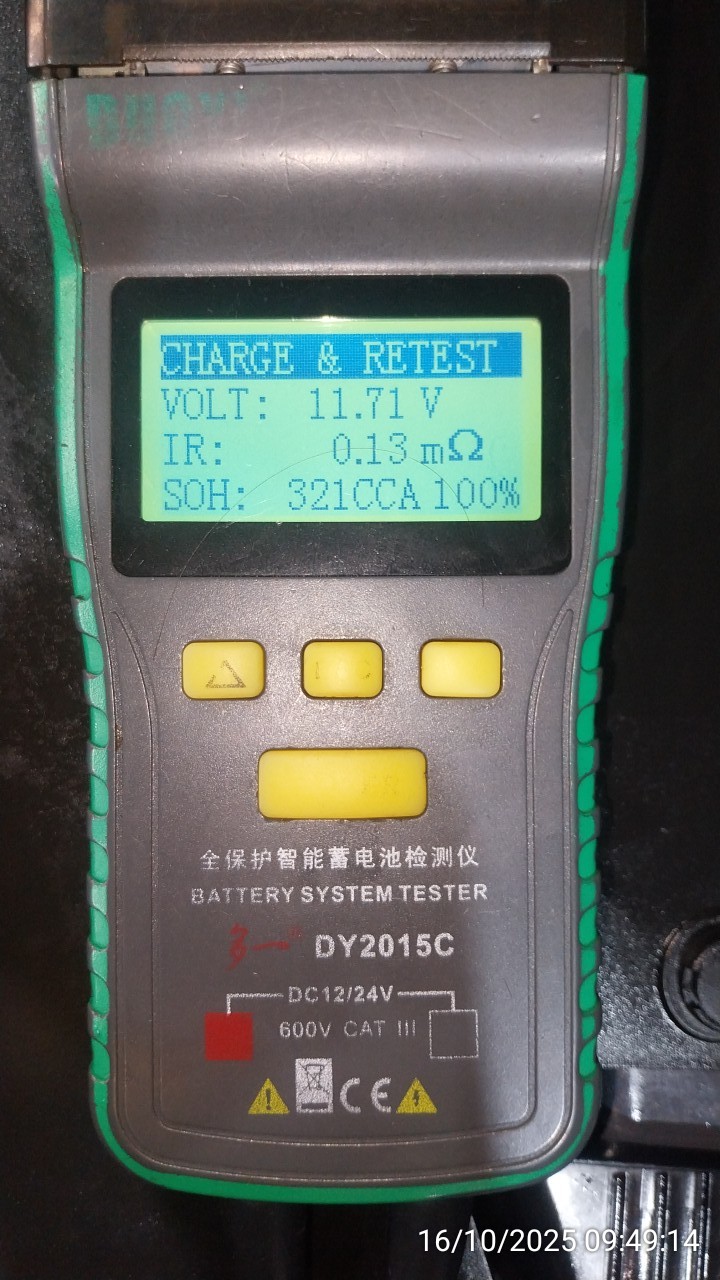 CHARGE & RETEST
VOLT: 11.71 V
IR: 0.13 mΩ
SOH: 321CCA 100%
全保护智能蓄电池检测仪
BATTERY SYSTEM TESTER
多一 DY2015C
DC12/24V
600V CAT III
CE
16/10/2025 09:49:14